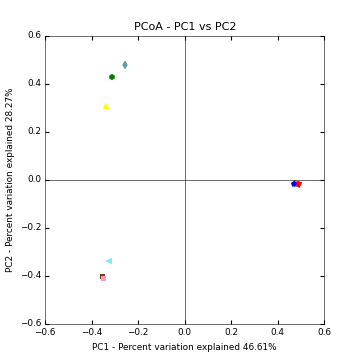 PCoA - PC1 vs PC2
0.6
0.4
0.2
0.0
−0.2
−0.4
−0.6
PC2 - Percent variation explained 28.27%
−0.6 −0.4 −0.2 0.0 0.2 0.4 0.6
PC1 - Percent variation explained 46.61%